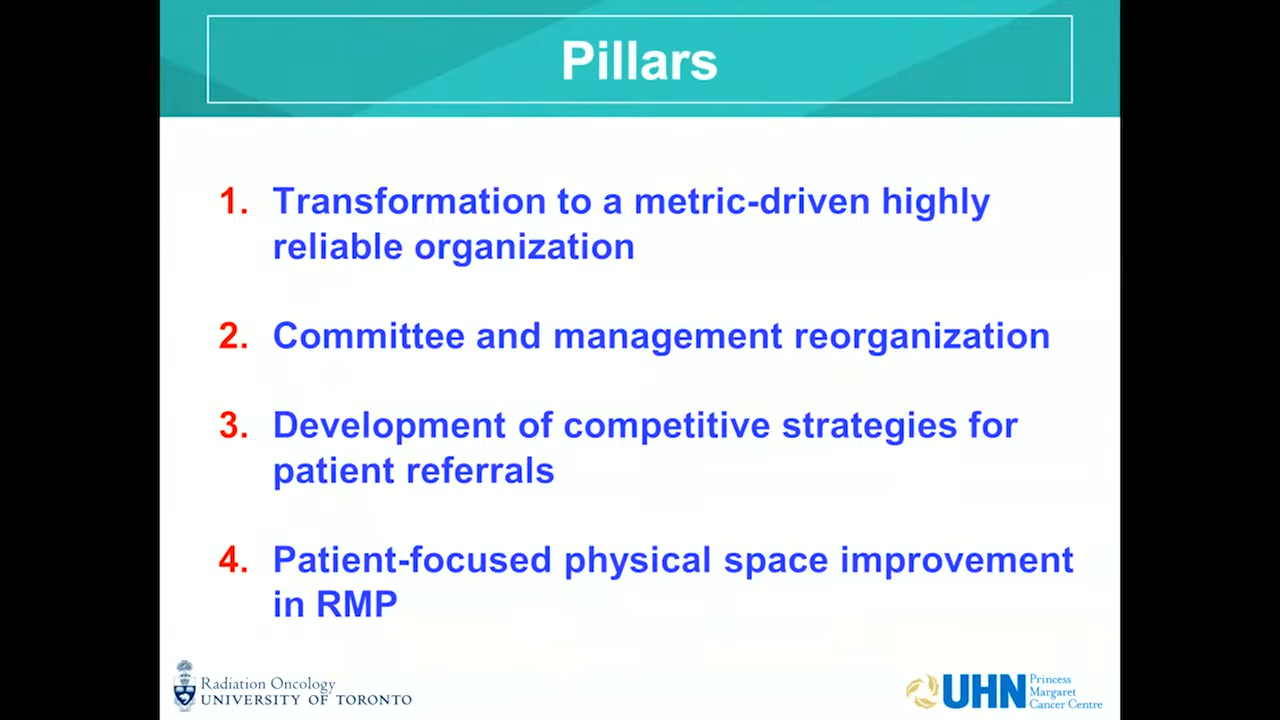 Pillars
1. Transformation to a metric-driven highly
reliable organization
2. Committee and management reorganization
3. Development of competitive strategies for
patient referrals
4. Patient-focused physical space improvement
in RMP
Radiation Oncology
UNIVERSITY OF TORONTO
UHN
Princess
Margaret
Cancer Centre